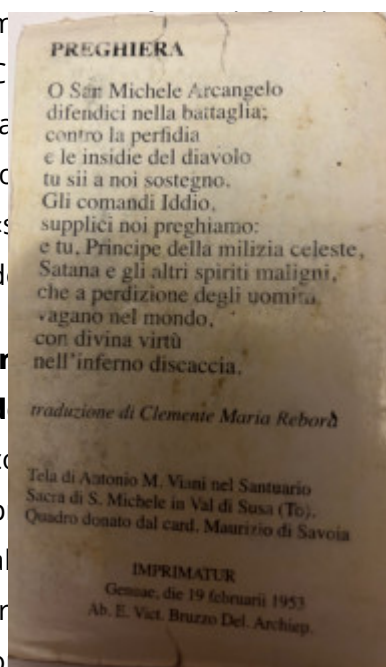 PREGHIERA
O San Michele Arcangelo
difendici nella battaglia;
contro la perfidia
e le insidie del diavolo
tu sii a noi sostegno.
Gli comandi Iddio,
supplici noi preghiamo:
e tu, Principe della milizia celeste,
Satana e gli altri spiriti maligni,
che a perdizione degli uomini
vagano nel mondo,
con divina virtù
nell'inferno discaccia.
traduzione di Clemente Maria Reborà
Tela di Antonio M. Viani nel Santuario
Sacra di S. Michele in Val di Susa (To).
Quadro donato dal card. Maurizio di Savoia
IMPRIMATUR
Genuae, die 19 februarii 1953
Ab. E. Vict. Bruzzo Del. Archiep.